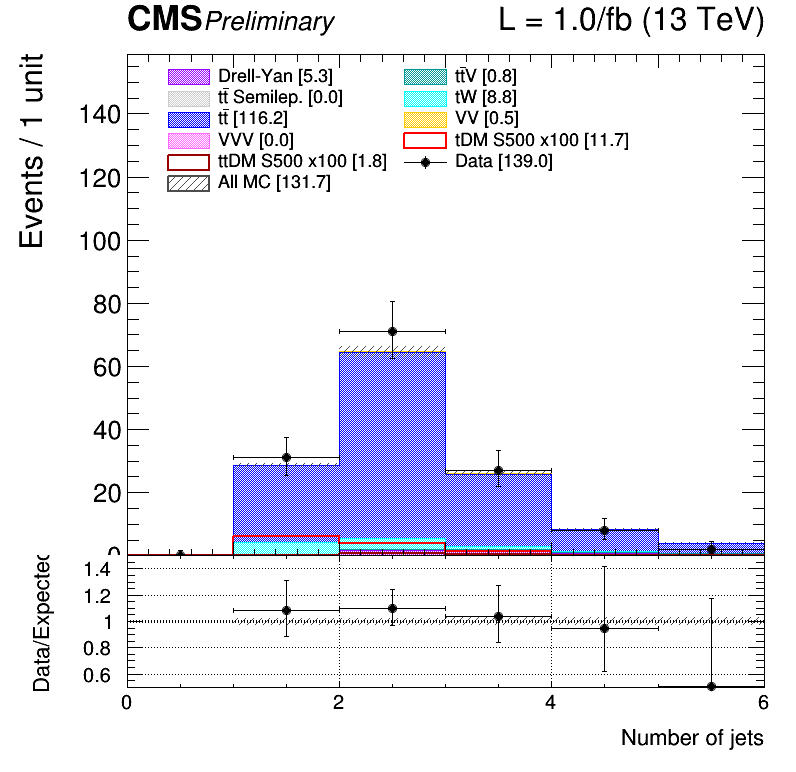 CMS Preliminary L = 1.0/fb (13 TeV)
Events / 1 unit
Drell-Yan [5.3]
tt̄ Semilep. [0.0]
tt̄ [116.2]
VVV [0.0]
ttDM S500 x100 [1.8]
All MC [131.7]
tt̄V [0.8]
tW [8.8]
VV [0.5]
tDM S500 x100 [11.7]
Data [139.0]
140
120
100
80
60
40
20
0
Data/Expected
1.4
1.2
1
0.8
0.6
0 2 4 6
Number of jets